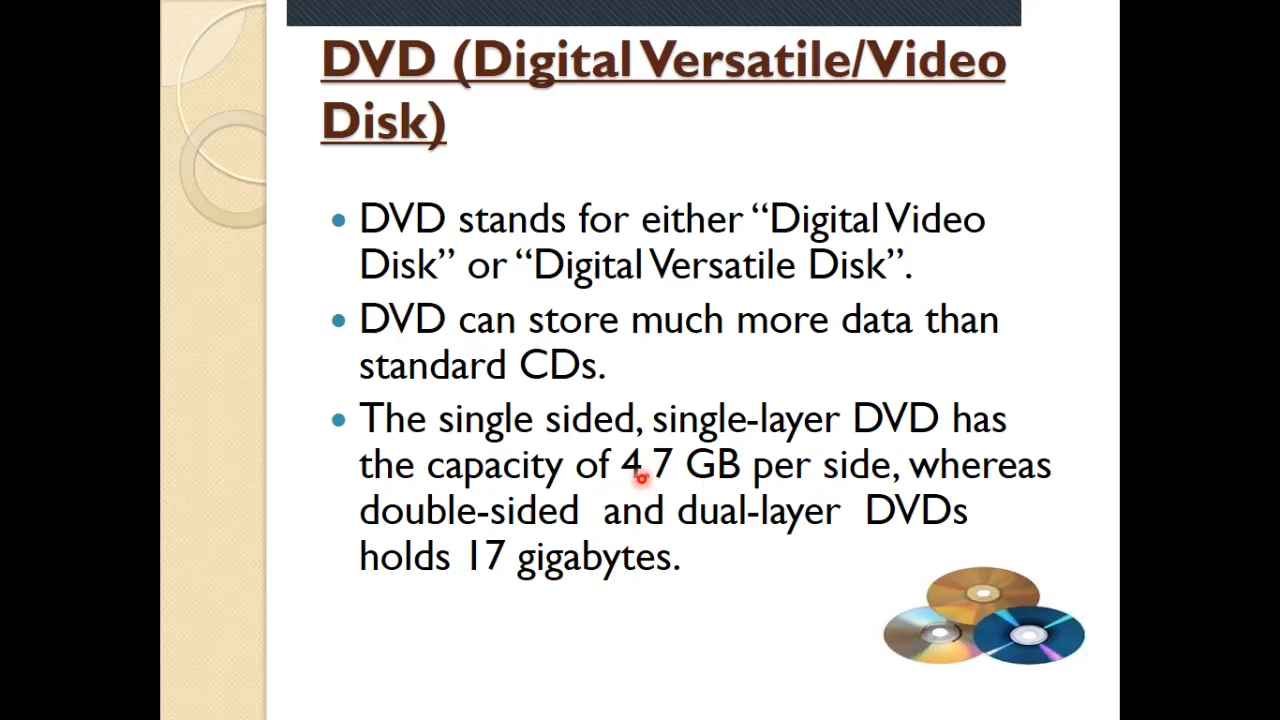 DVD (Digital Versatile/Video
Disk)
DVD stands for either “Digital Video
Disk” or “Digital Versatile Disk”.
DVD can store much more data than
standard CDs.
The single sided, single-layer DVD has
the capacity of 4.7 GB per side, whereas
double-sided and dual-layer DVDs
holds 17 gigabytes.